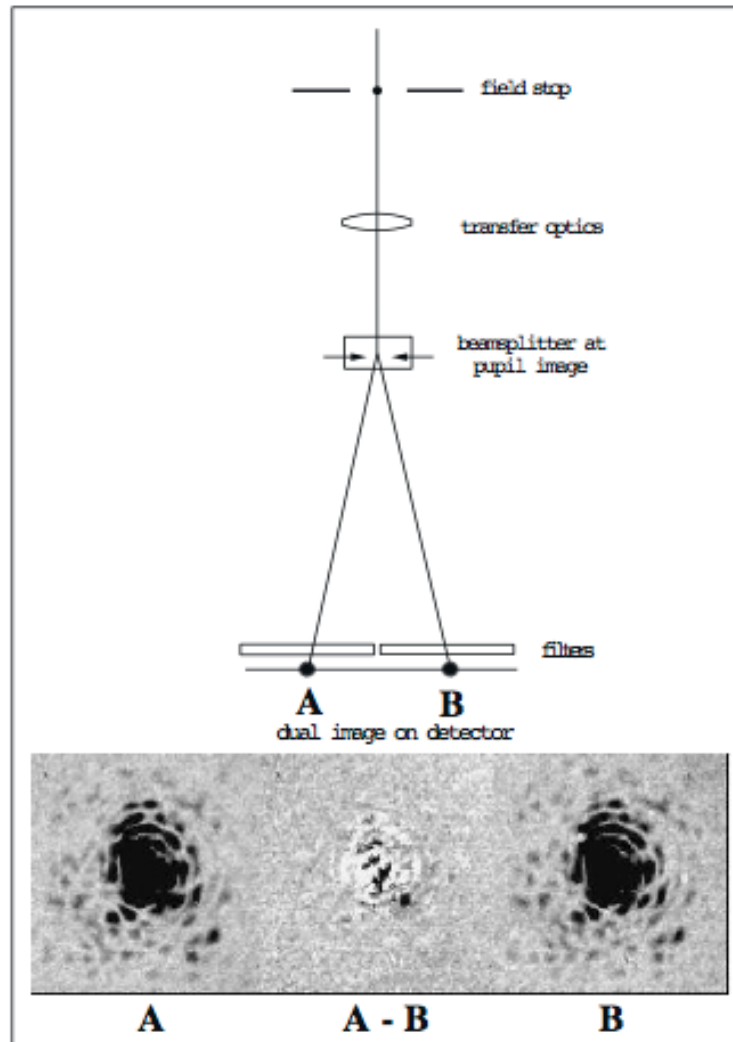 field stop
transfer optics
beamsplitter at
pupil image
filters
A B
dual image on detector
A A - B B